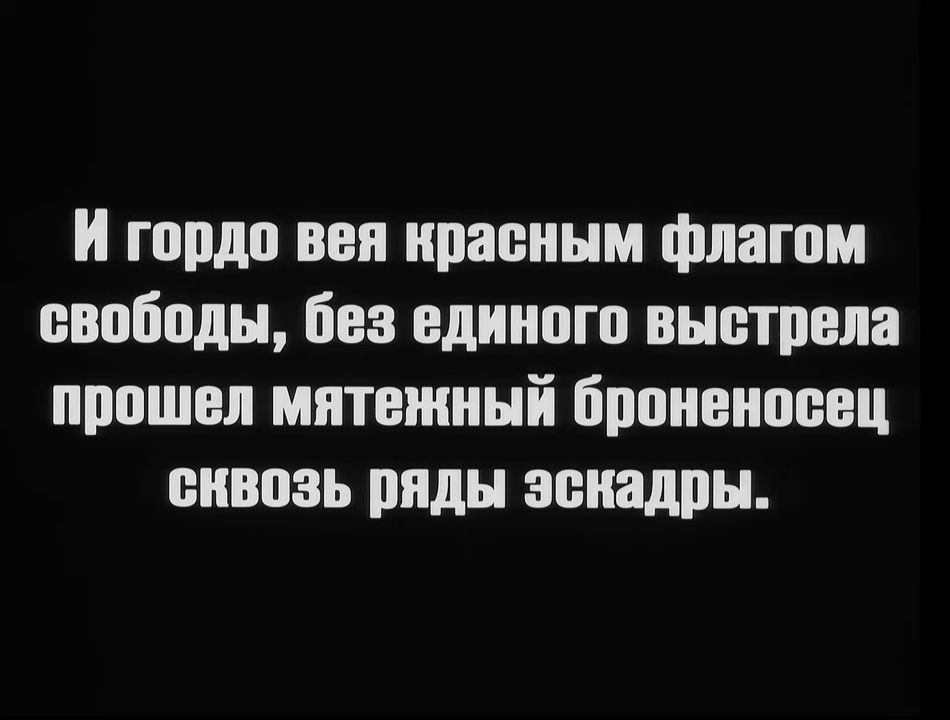 И гордо вея красным флагом
свободы, без единого выстрела
прошел мятежный броненосец
сквозь ряды эскадры.